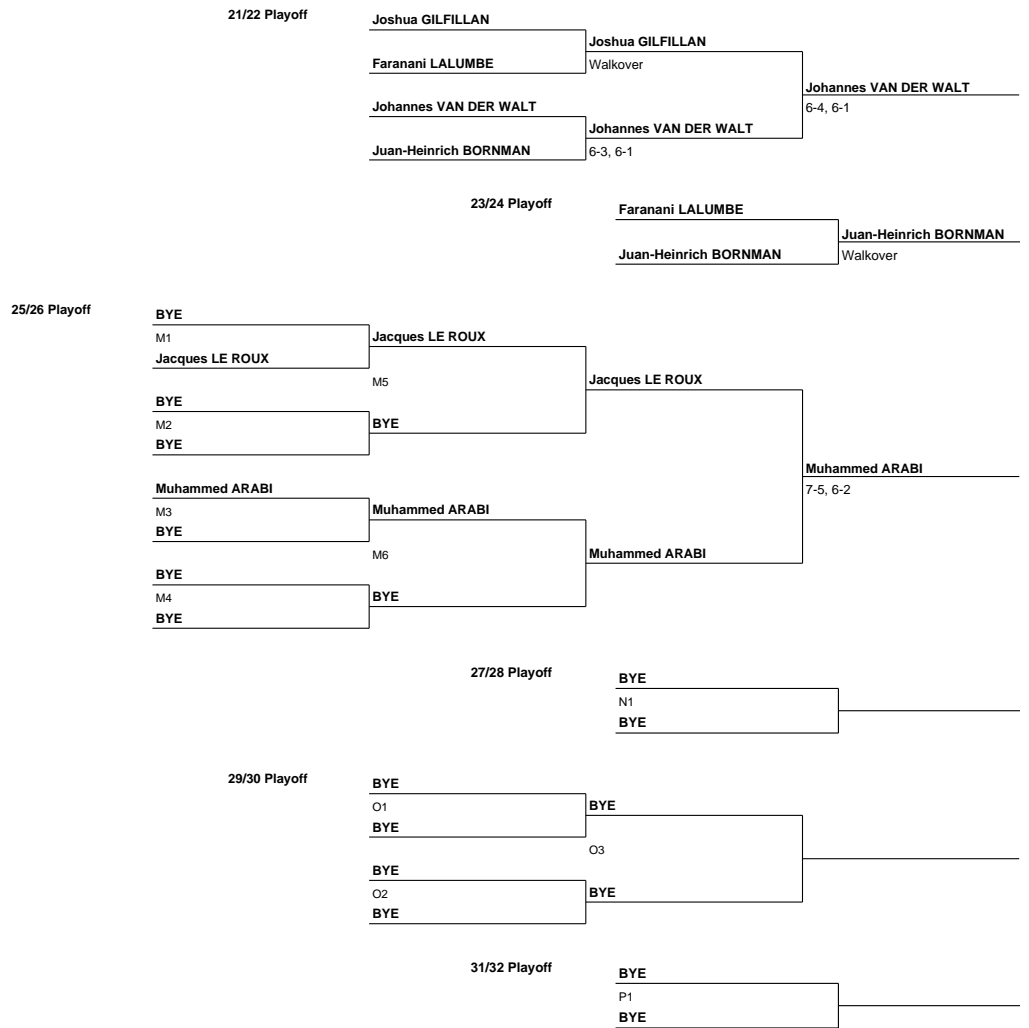 21/22 Playoff
Joshua GILFILLAN
Joshua GILFILLAN
Faranani LALUMBE
Walkover
Johannes VAN DER WALT
6-4, 6-1
Johannes VAN DER WALT
Johannes VAN DER WALT
Juan-Heinrich BORNMAN
6-3, 6-1
23/24 Playoff
Faranani LALUMBE
Juan-Heinrich BORNMAN
Juan-Heinrich BORNMAN
Walkover
25/26 Playoff
BYE
M1
Jacques LE ROUX
Jacques LE ROUX
M5
Jacques LE ROUX
BYE
M2
BYE
BYE
Muhammed ARABI
7-5, 6-2
Muhammed ARABI
M3
Muhammed ARABI
BYE
M6
Muhammed ARABI
BYE
M4
BYE
BYE
27/28 Playoff
BYE
N1
BYE
29/30 Playoff
BYE
O1
BYE
BYE
O3
BYE
O2
BYE
BYE
31/32 Playoff
BYE
P1
BYE